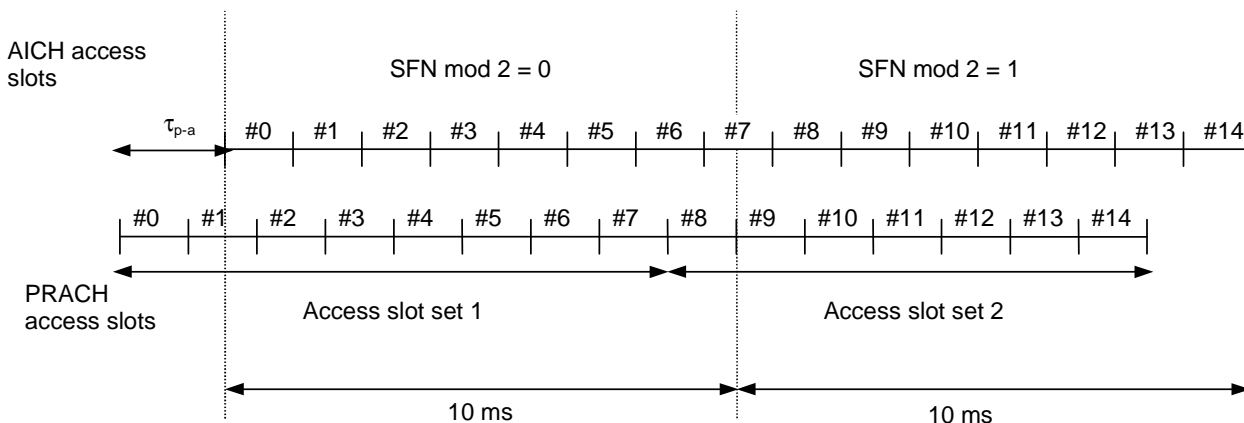 AICH access
slots
SFN mod 2 = 0
SFN mod 2 = 1
τp-a
#0 #1 #2 #3 #4 #5 #6 #7 #8 #9 #10 #11 #12 #13 #14
#0 #1 #2 #3 #4 #5 #6 #7 #8 #9 #10 #11 #12 #13 #14
PRACH
access slots
Access slot set 1
Access slot set 2
10 ms
10 ms